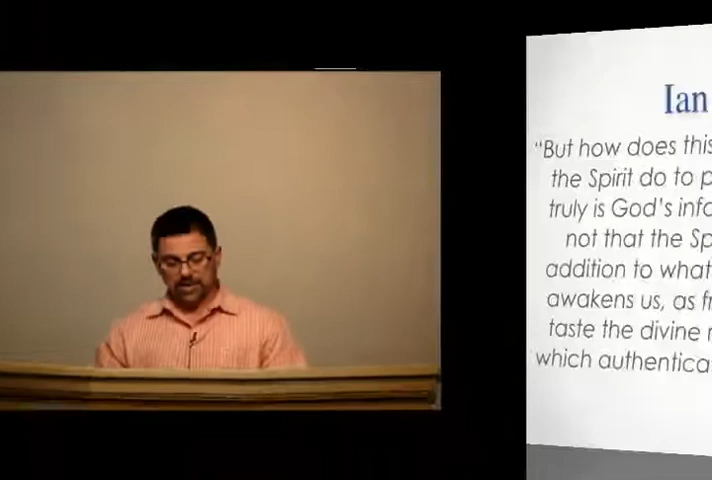 Ian
"But how does this
the Spirit do to p
truly is God's info
not that the Sp
addition to what
awakens us, as fr
taste the divine r
which authentica